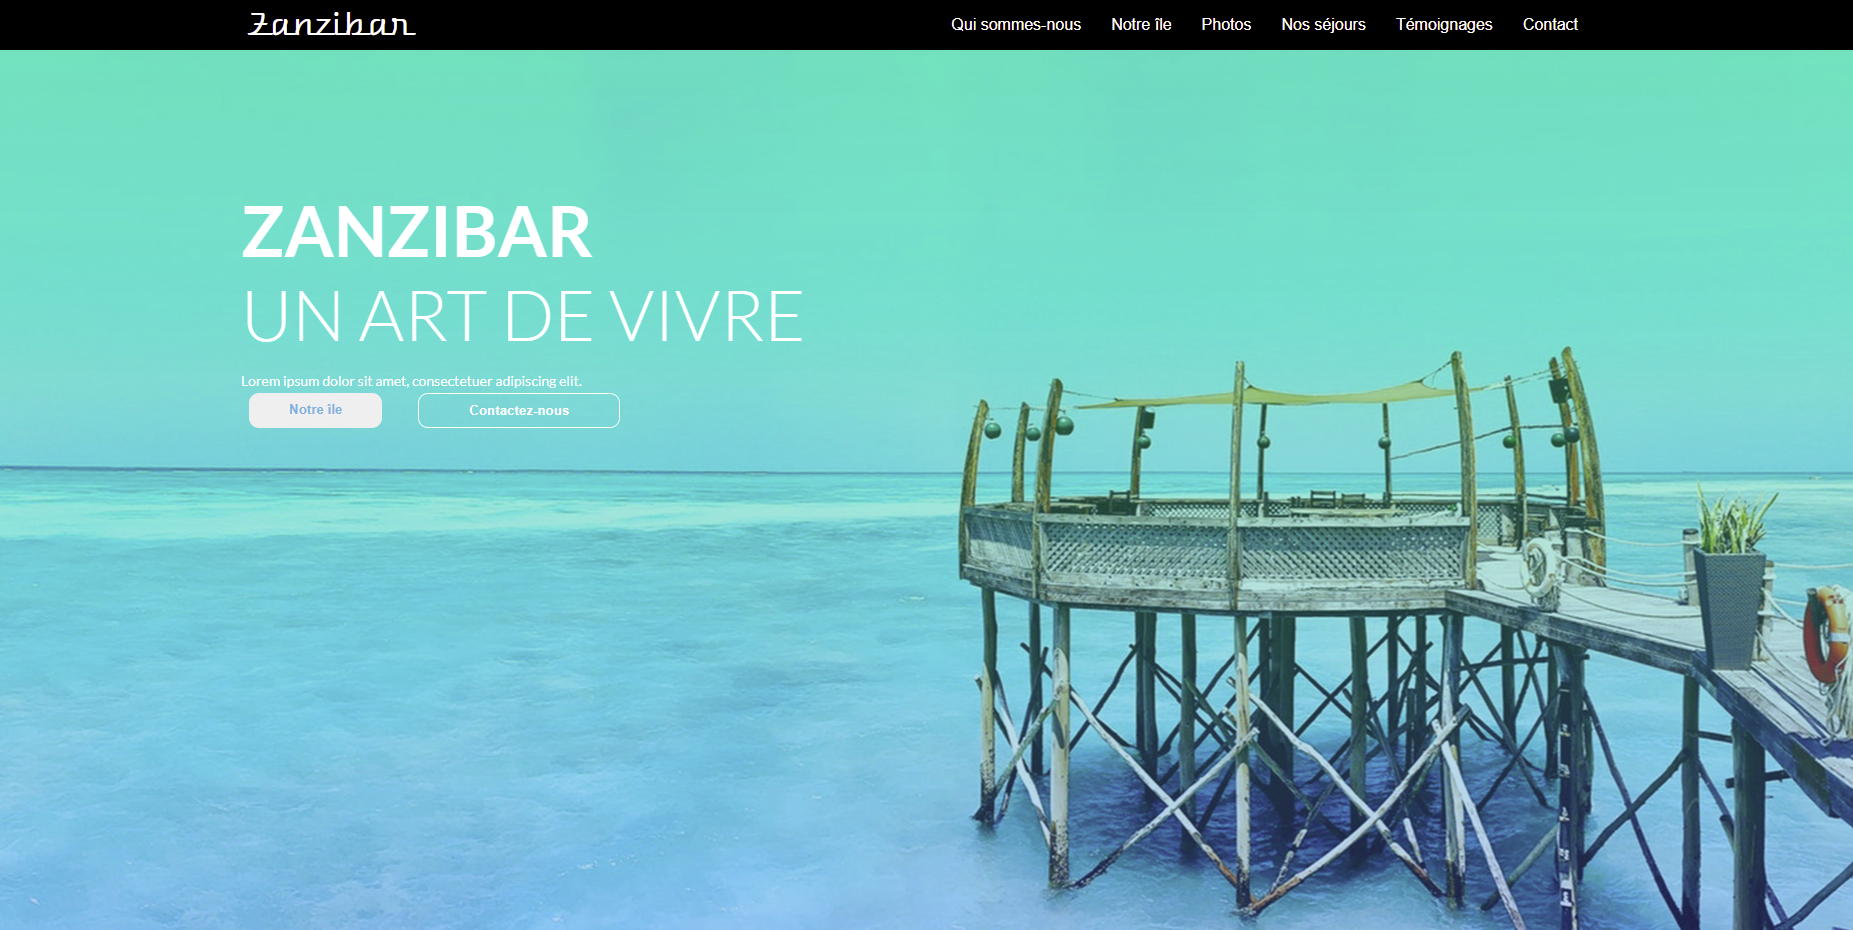 Zanzibar
Qui sommes-nous Notre île Photos Nos séjours Témoignages Contact
ZANZIBAR
UN ART DE VIVRE
Lorem ipsum dolor sit amet, consectetuer adipiscing elit.
Notre île Contactez-nous